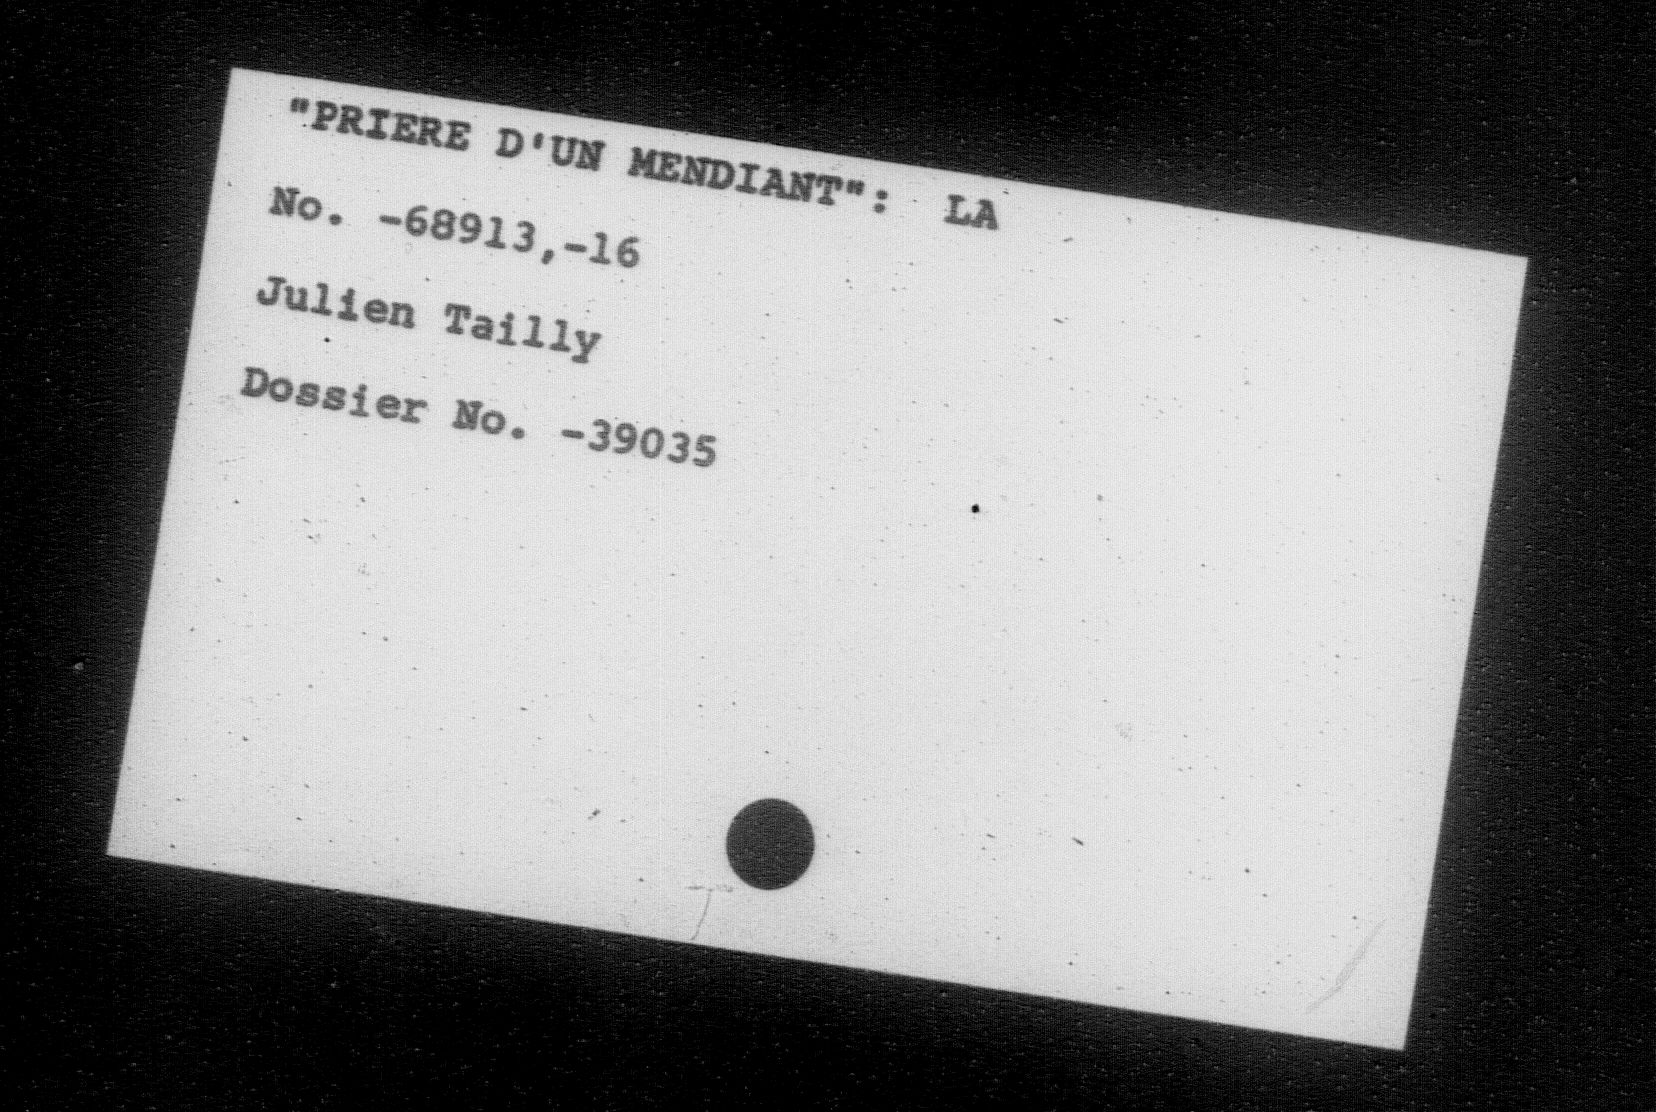 "PRIERE D'UN MENDIANT": LA
No. -68913,-16
Julien Tailly
Dossier No. -39035